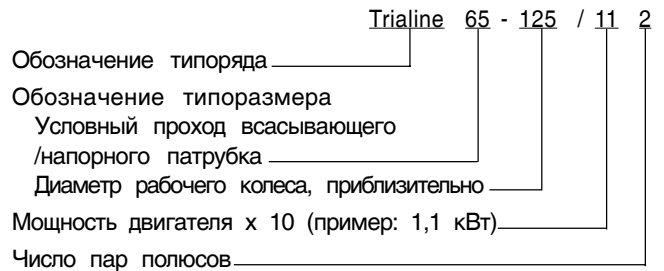 Trialine 65 - 125 / 11 2
Обозначение типоряда
Обозначение типоразмера
Условный проход всасывающего
/напорного патрубка
Диаметр рабочего колеса, приблизительно
Мощность двигателя х 10 (пример: 1,1 кВт)
Число пар полюсов